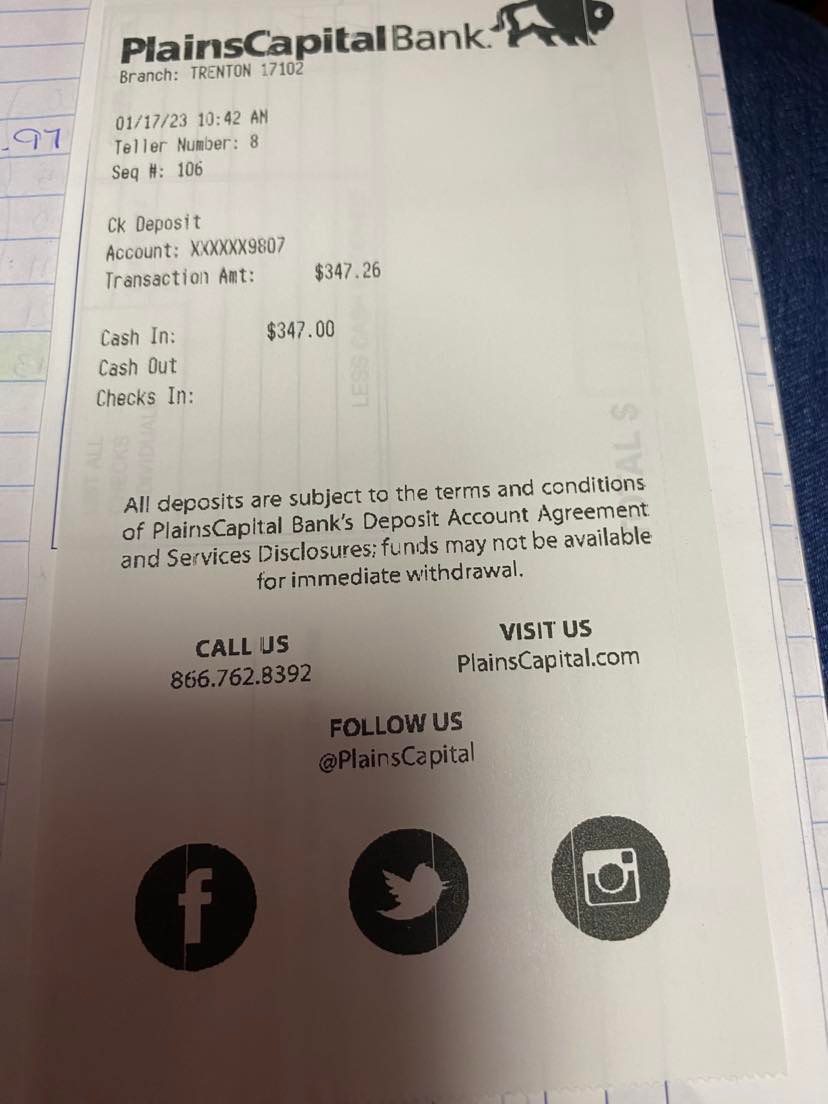 PlainsCapital Bank.
Branch: TRENTON 17102
01/17/23 10:42 AM
Teller Number: 8
Seq #: 106
Ck Deposit
Account: XXXXXX9807
Transaction Amt: $347.26
Cash In: $347.00
Cash Out
Checks In:
All deposits are subject to the terms and conditions
of PlainsCapital Bank's Deposit Account Agreement
and Services Disclosures; funds may not be available
for immediate withdrawal.
CALL US
866.762.8392
VISIT US
PlainsCapital.com
FOLLOW US
@PlainsCapital
.97
LESS CASH